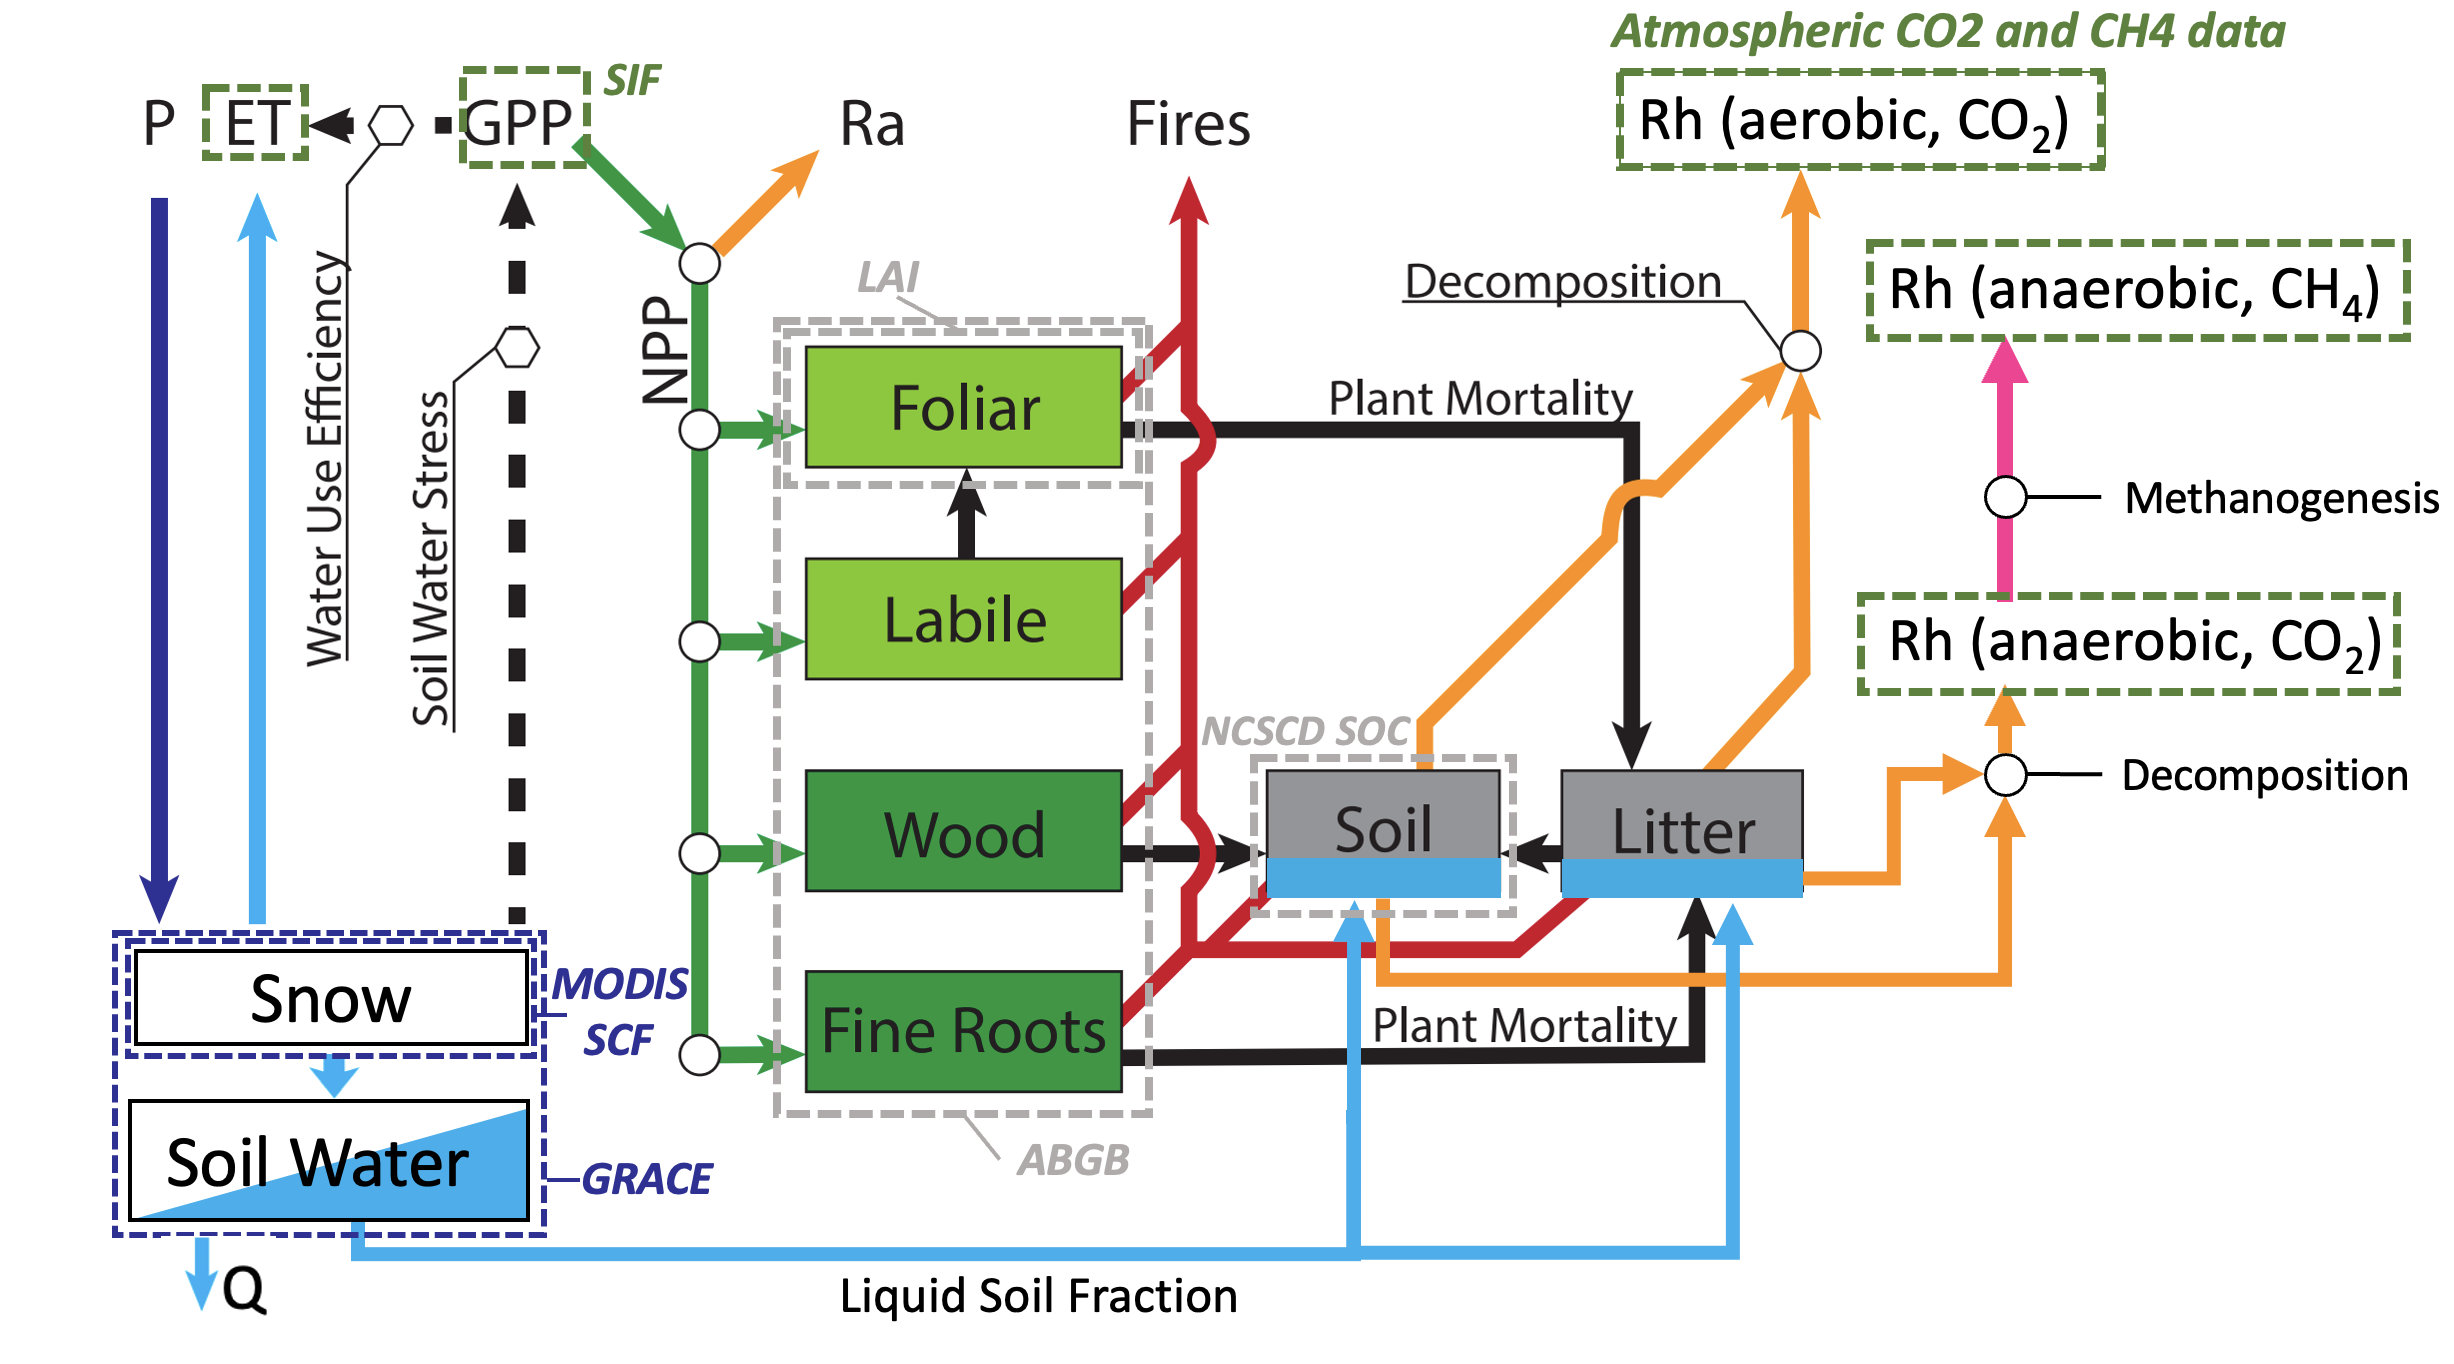 Atmospheric CO2 and CH4 data
P
ET
GPP
SIF
Ra
Fires
Rh (aerobic, CO₂)
Water Use Efficiency
Soil Water Stress
NPP
LAI
Decomposition
Rh (anaerobic, CH₄)
Foliar
Plant Mortality
Methanogenesis
Labile
Rh (anaerobic, CO₂)
NCSCD SOC
Wood
Soil
Litter
Decomposition
Snow
MODIS
SCF
Fine Roots
Plant Mortality
Soil Water
GRACE
ABGB
Q
Liquid Soil Fraction